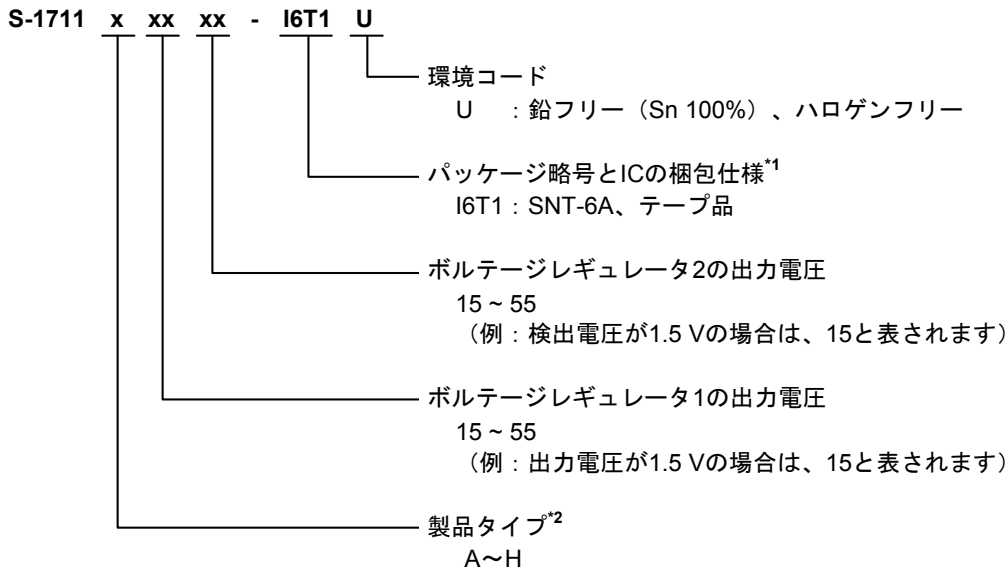 S-1711 x xx xx - I6T1 U
環境コード
U ：鉛フリー（Sn 100%）、ハロゲンフリー
パッケージ略号とICの梱包仕様*1
I6T1：SNT-6A、テープ品
ボルテージレギュレータ2の出力電圧
15 ~ 55
（例：検出電圧が1.5 Vの場合は、15と表されます）
ボルテージレギュレータ1の出力電圧
15 ~ 55
（例：出力電圧が1.5 Vの場合は、15と表されます）
製品タイプ*2
A～H